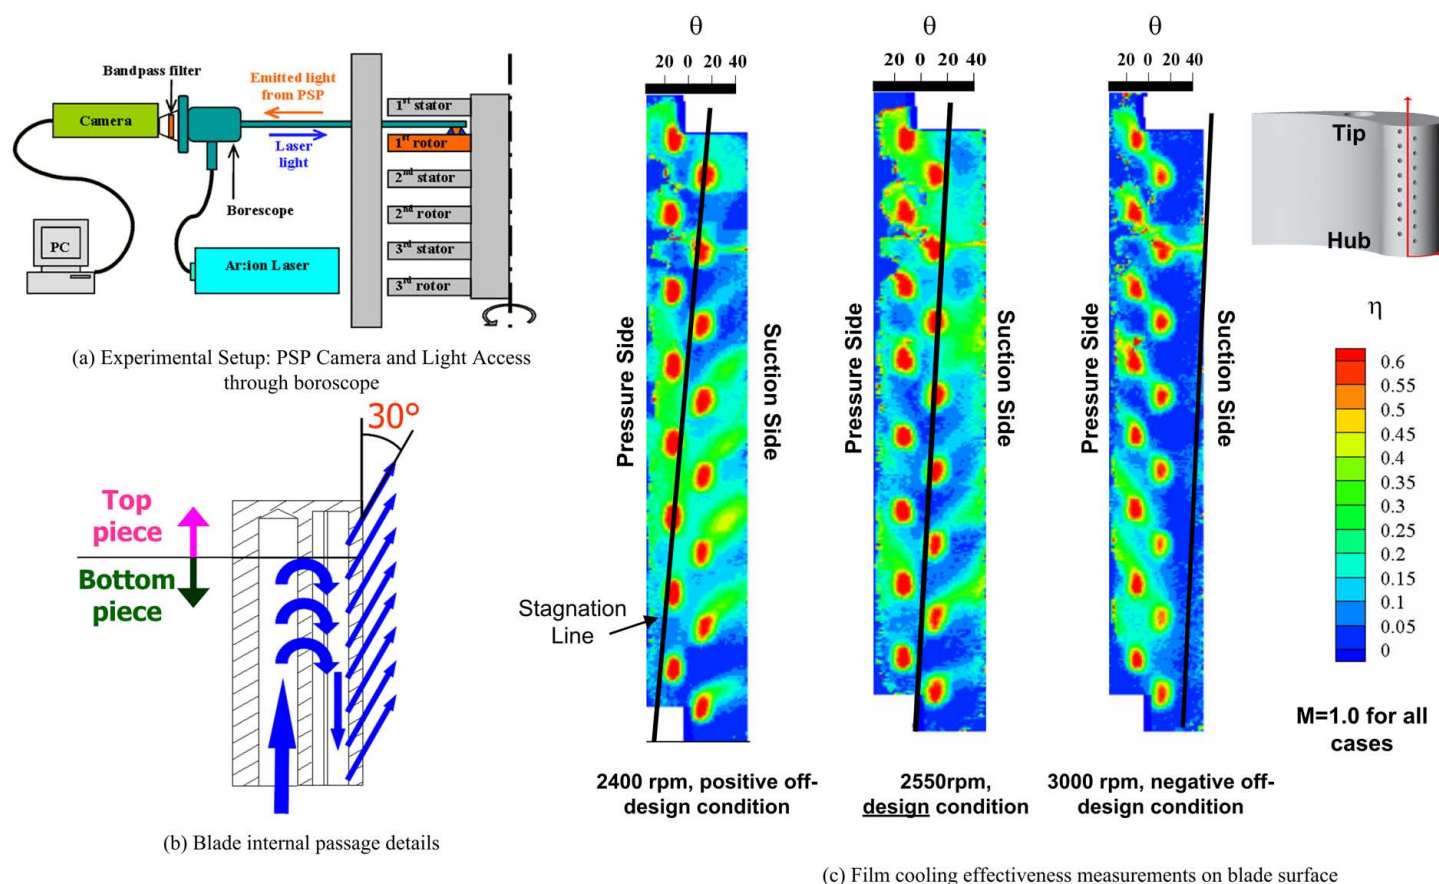 Bandpass filter
Emitted light
from PSP
Camera
Laser
light
Borescope
PC
Ar:ion Laser
1st stator
1st rotor
2nd stator
2nd rotor
3rd stator
3rd rotor
(a) Experimental Setup: PSP Camera and Light Access
through boroscope
30°
Top
piece
Bottom
piece
(b) Blade internal passage details
θ
20 0 20 40
Pressure Side
Suction Side
Stagnation
Line
2400 rpm, positive off-
design condition
θ
20 0 20 40
Pressure Side
Suction Side
2550rpm,
design condition
θ
20 0 20 40
Pressure Side
Suction Side
3000 rpm, negative off-
design condition
Tip
Hub
η
0.6
0.55
0.5
0.45
0.4
0.35
0.3
0.25
0.2
0.15
0.1
0.05
0
M=1.0 for all
cases
(c) Film cooling effectiveness measurements on blade surface